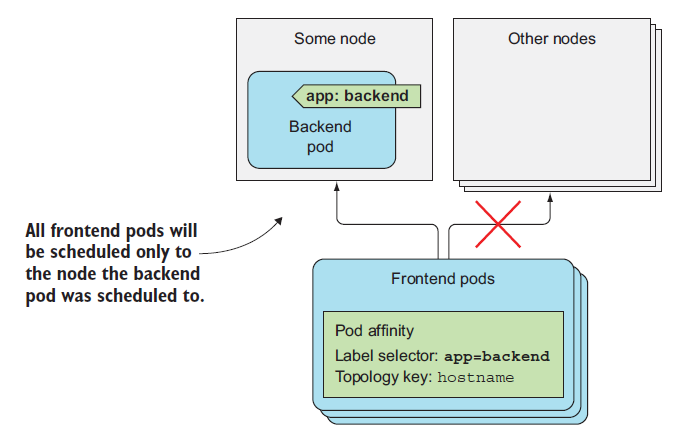 Some node
Other nodes
app: backend
Backend
pod
All frontend pods will
be scheduled only to
the node the backend
pod was scheduled to.
Frontend pods
Pod affinity
Label selector: app=backend
Topology key: hostname